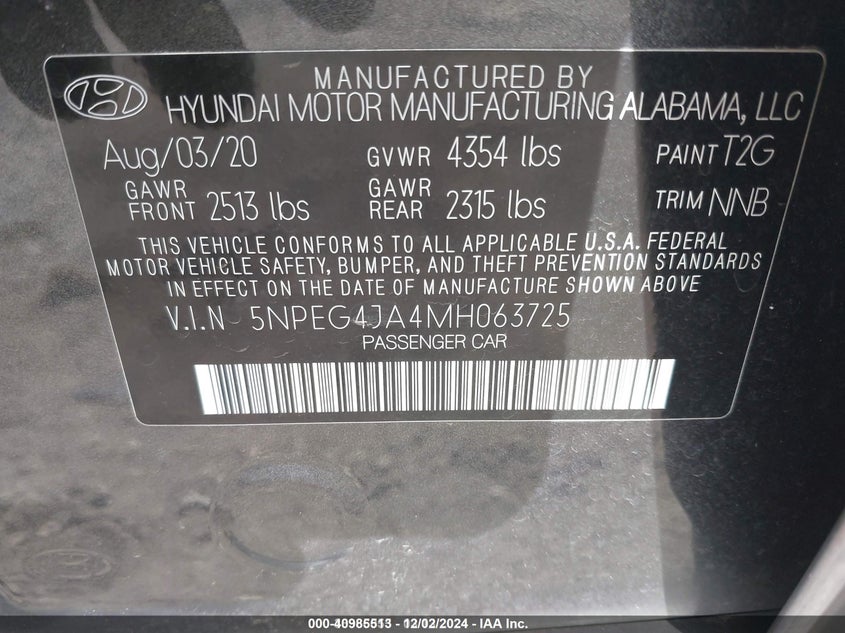 MANUFACTURED BY
HYUNDAI MOTOR MANUFACTURING ALABAMA, LLC
Aug/03/20 GVWR 4354 lbs PAINT T2G
GAWR FRONT 2513 lbs GAWR REAR 2315 lbs TRIM NNB
THIS VEHICLE CONFORMS TO ALL APPLICABLE U.S.A. FEDERAL
MOTOR VEHICLE SAFETY, BUMPER, AND THEFT PREVENTION STANDARDS
IN EFFECT ON THE DATE OF MANUFACTURE SHOWN ABOVE
V.I.N 5NPEG4JA4MH063725
PASSENGER CAR
000-40985513 - 12/02/2024 - IAA Inc.